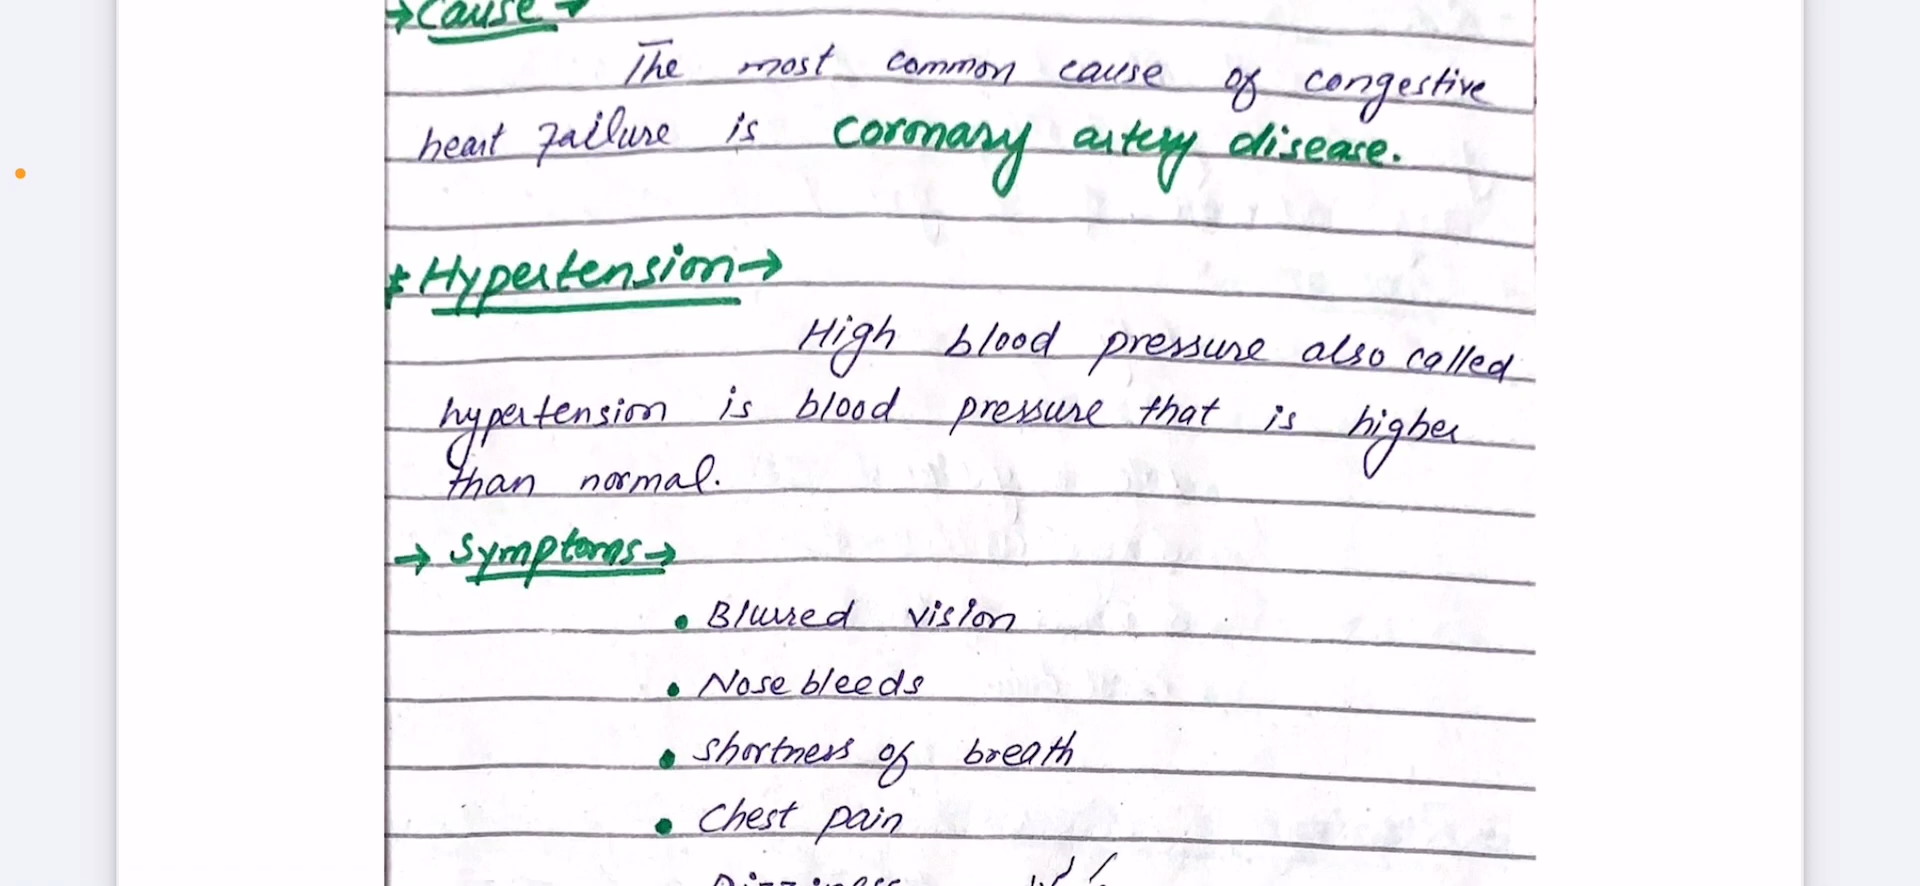 → Cause →
The most common cause of congestive
heart failure is coronary artery disease.
* Hypertension →
High blood pressure also called
hypertension is blood pressure that is higher
than normal.
→ Symptoms →
• Blurred vision
• Nose bleeds
• Shortness of breath
• Chest pain
Dizziness